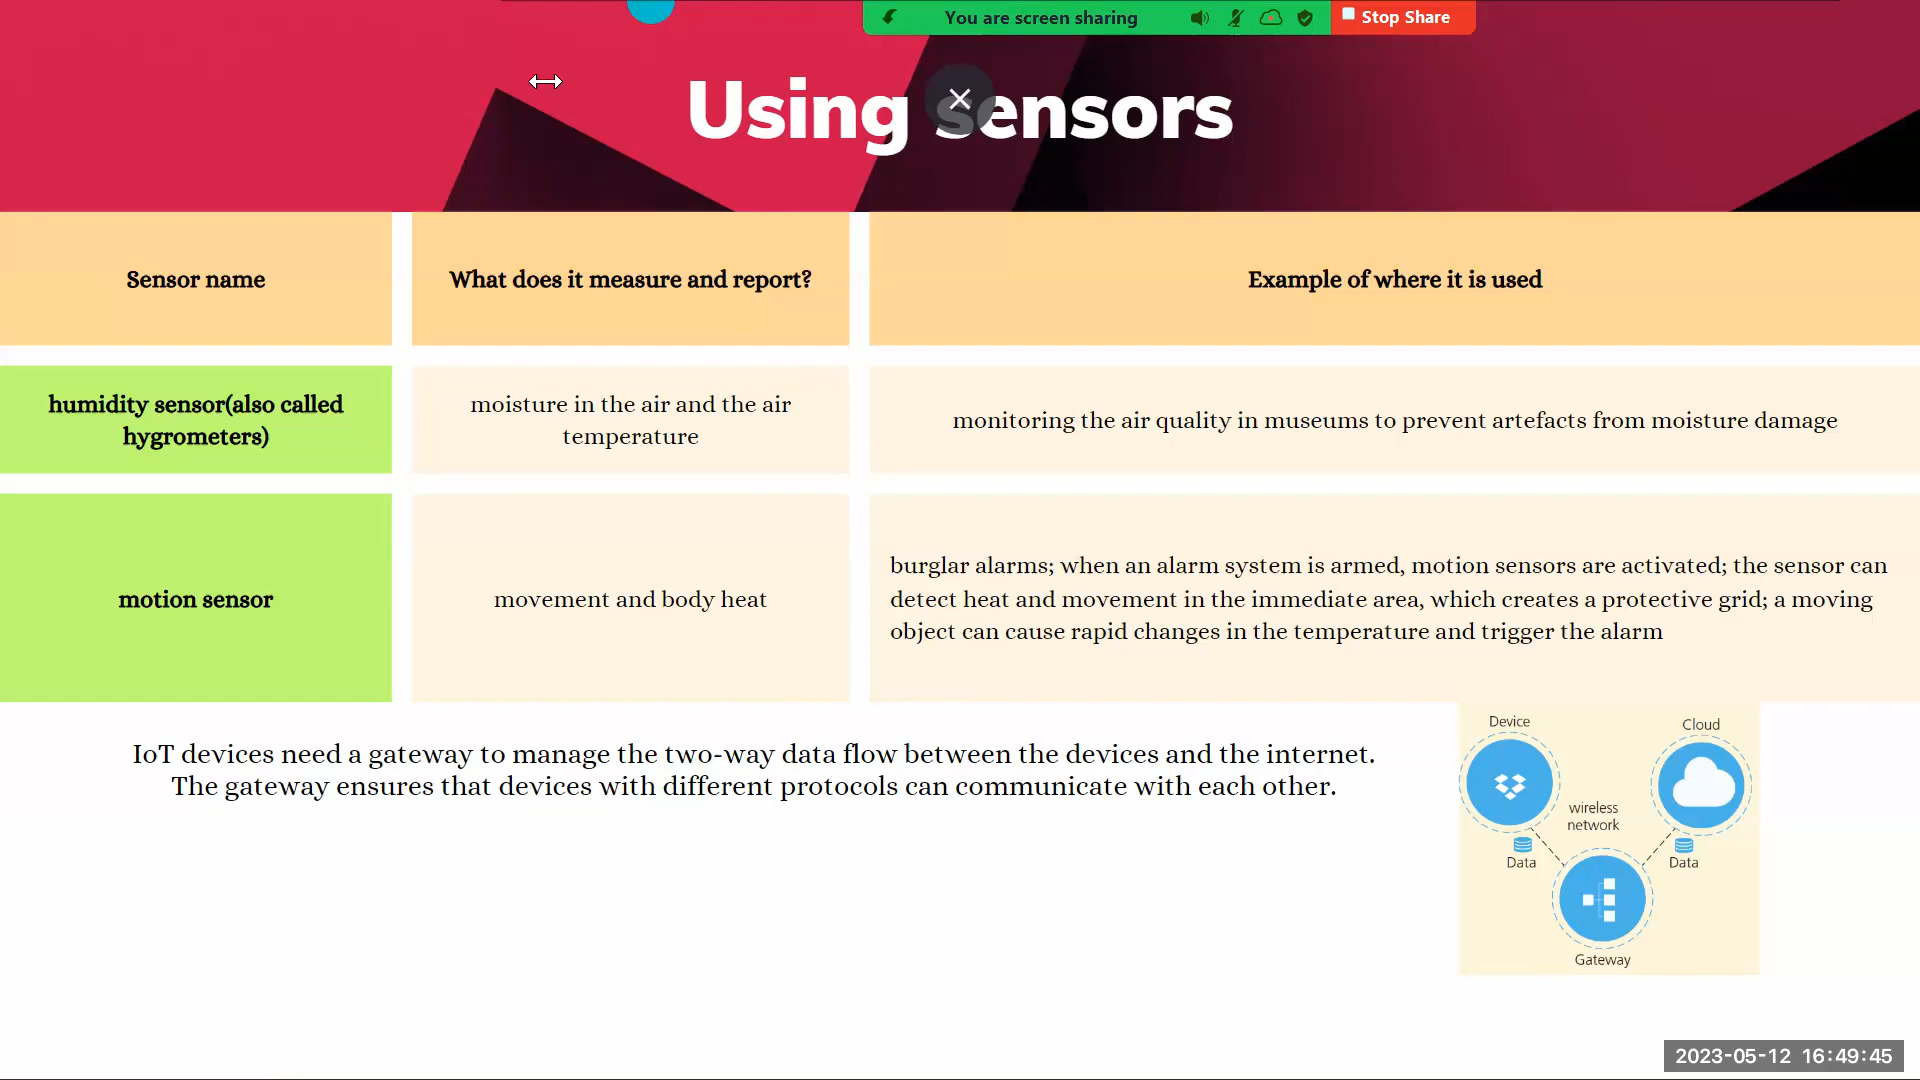 You are screen sharing
Stop Share
Using Sensors
Sensor name
What does it measure and report?
Example of where it is used
humidity sensor(also called
hygrometers)
moisture in the air and the air
temperature
monitoring the air quality in museums to prevent artefacts from moisture damage
motion sensor
movement and body heat
burglar alarms; when an alarm system is armed, motion sensors are activated; the sensor can
detect heat and movement in the immediate area, which creates a protective grid; a moving
object can cause rapid changes in the temperature and trigger the alarm
IoT devices need a gateway to manage the two-way data flow between the devices and the internet.
The gateway ensures that devices with different protocols can communicate with each other.
Device
Cloud
wireless
network
Data
Data
Gateway
2023-05-12 16:49:45